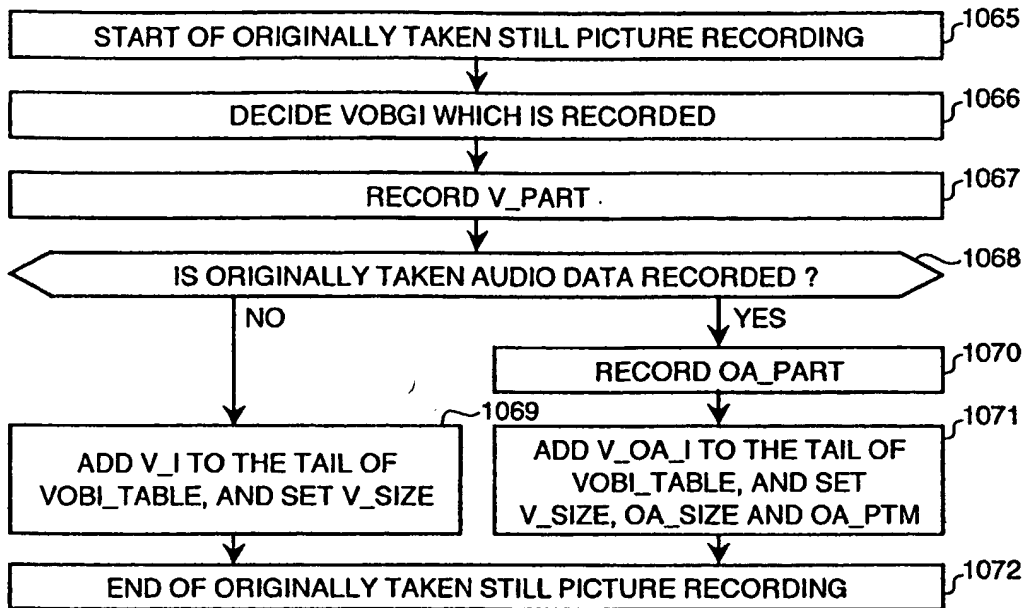 START OF ORIGINALLY TAKEN STILL PICTURE RECORDING
1065
DECIDE VOBGI WHICH IS RECORDED
1066
RECORD V_PART
1067
IS ORIGINALLY TAKEN AUDIO DATA RECORDED ?
1068
NO
YES
RECORD OA_PART
1070
1069
1071
ADD V_I TO THE TAIL OF
VOBI_TABLE, AND SET V_SIZE
ADD V_OA_I TO THE TAIL OF
VOBI_TABLE, AND SET
V_SIZE, OA_SIZE AND OA_PTM
END OF ORIGINALLY TAKEN STILL PICTURE RECORDING
1072